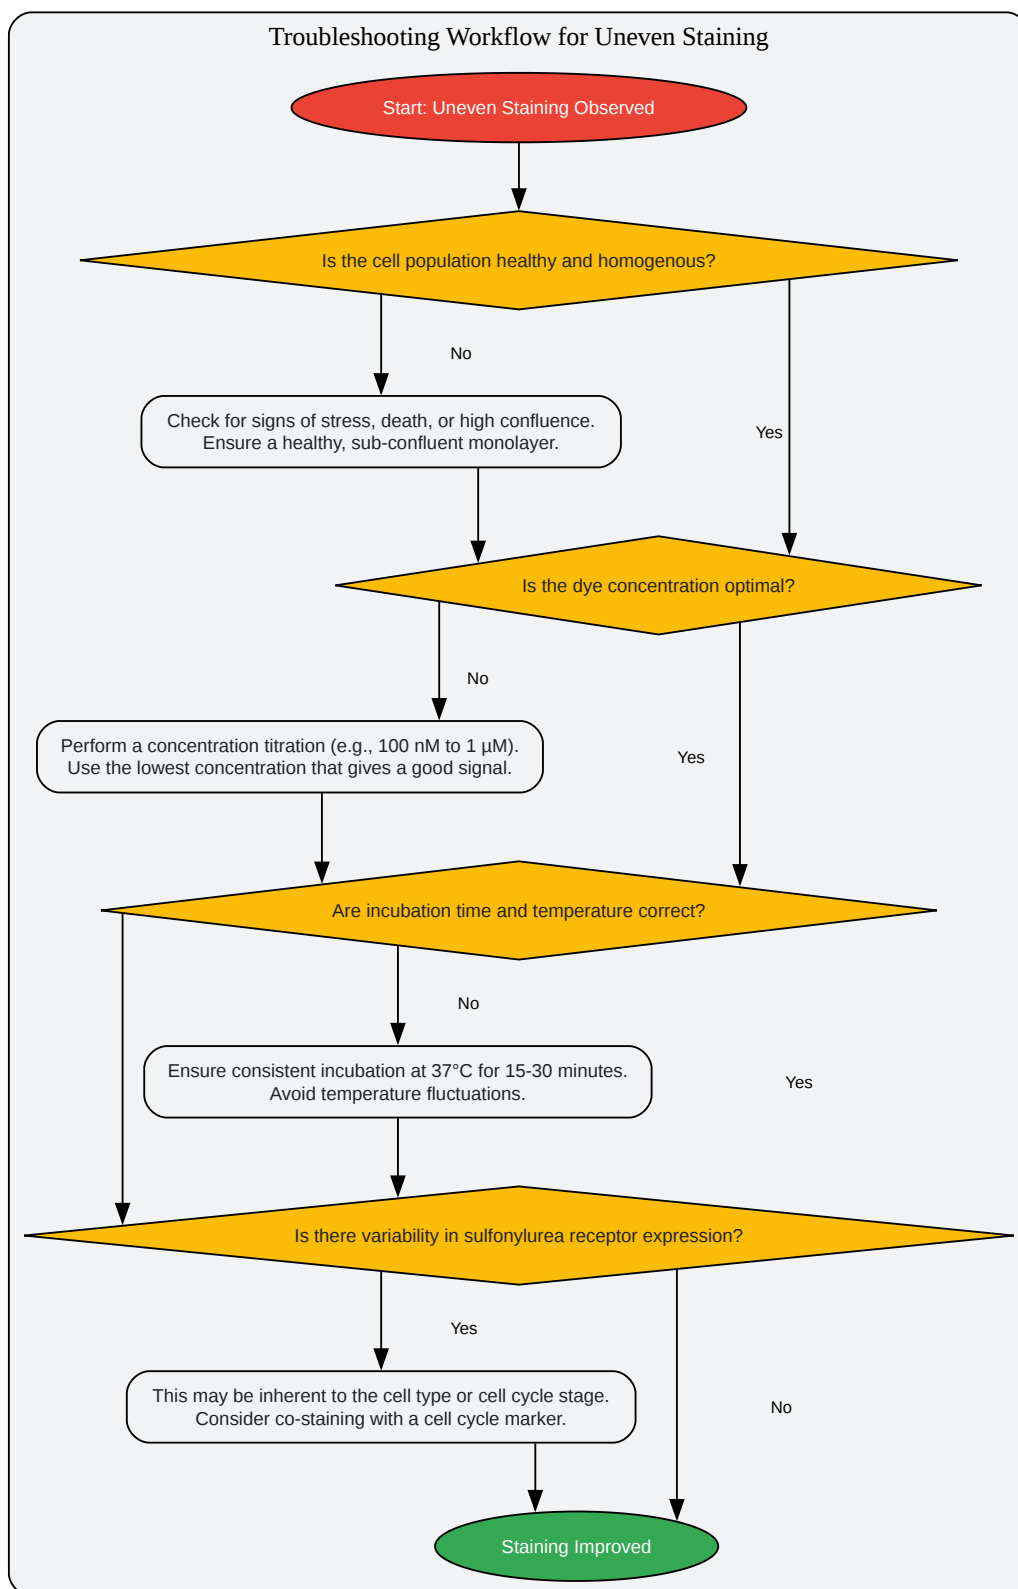 Troubleshooting Workflow for Uneven Staining
Start: Uneven Staining Observed
Is the cell population healthy and homogenous?
No
Check for signs of stress, death, or high confluence.
Ensure a healthy, sub-confluent monolayer.
Yes
Is the dye concentration optimal?
No
Perform a concentration titration (e.g., 100 nM to 1 µM).
Use the lowest concentration that gives a good signal.
Yes
Are incubation time and temperature correct?
No
Ensure consistent incubation at 37°C for 15-30 minutes.
Avoid temperature fluctuations.
Yes
Is there variability in sulfonylurea receptor expression?
Yes
This may be inherent to the cell type or cell cycle stage.
Consider co-staining with a cell cycle marker.
No
Staining Improved